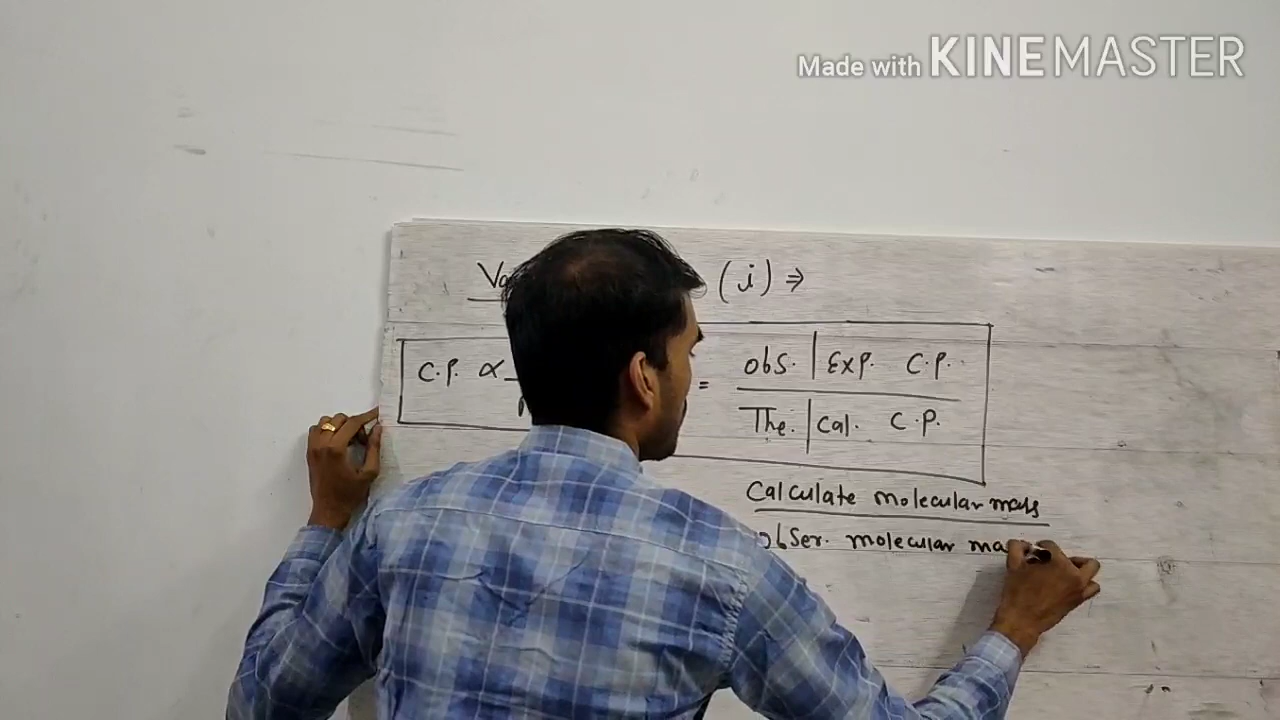 Made with KINEMASTER
(i) ⇒
C.P. ∝
= obs. | Exp. C.P.
The. | Cal. C.P.
Calculate molecular mass
obser. molecular